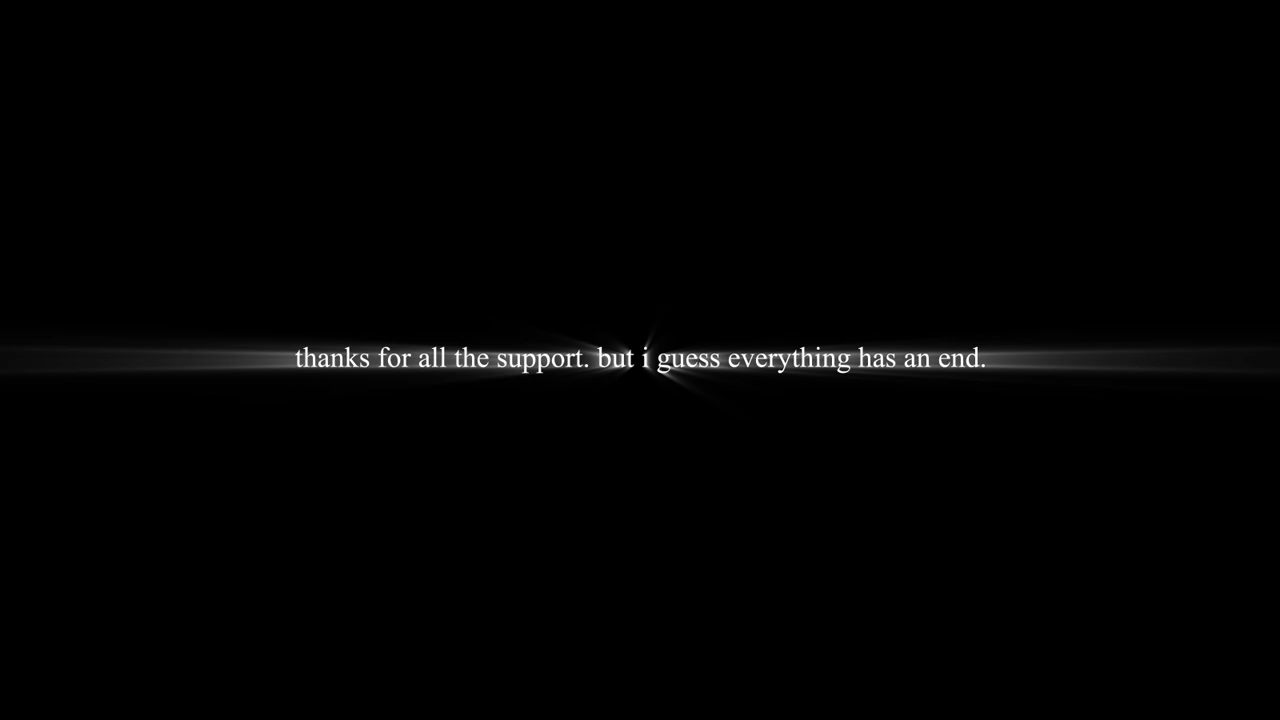 thanks for all the support. but i guess everything has an end.